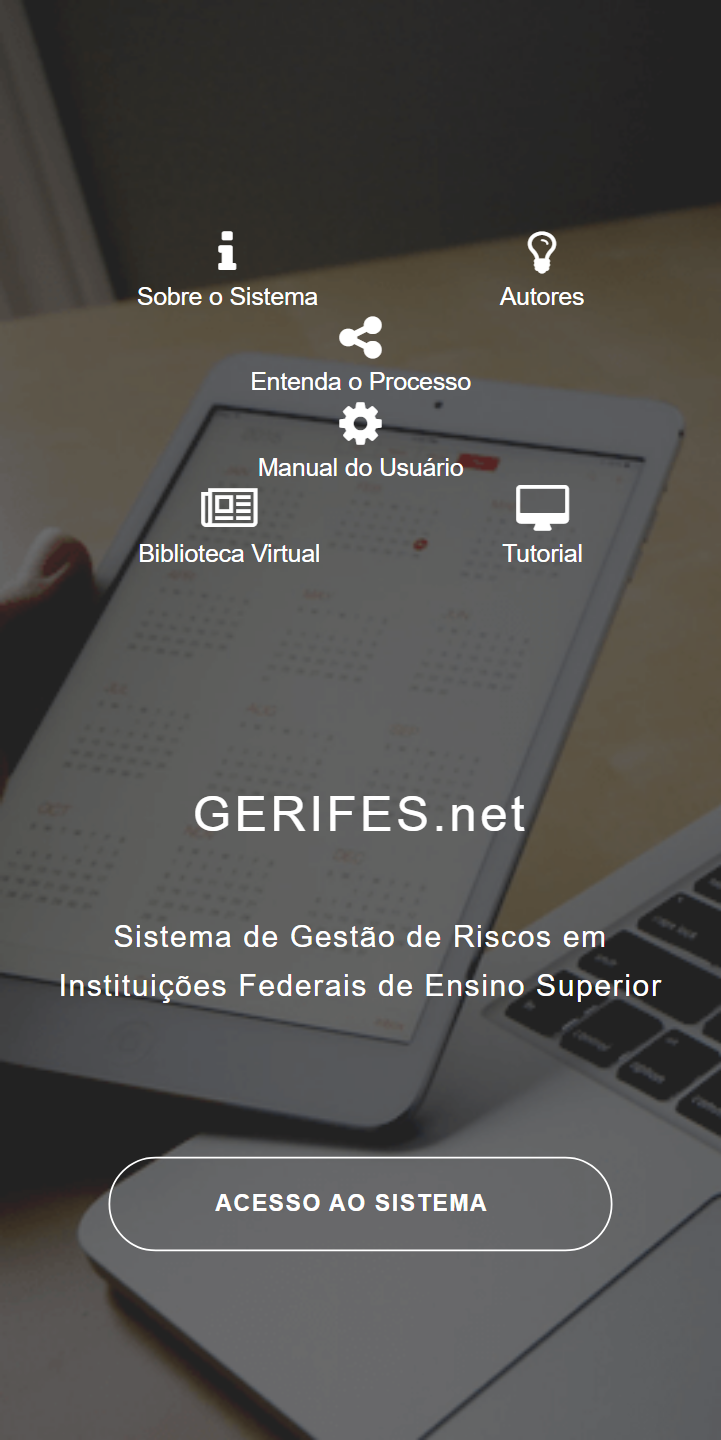 Sobre o Sistema
Autores
Entenda o Processo
Manual do Usuário
Biblioteca Virtual
Tutorial
GERIFES.net
Sistema de Gestão de Riscos em
Instituições Federais de Ensino Superior
ACESSO AO SISTEMA